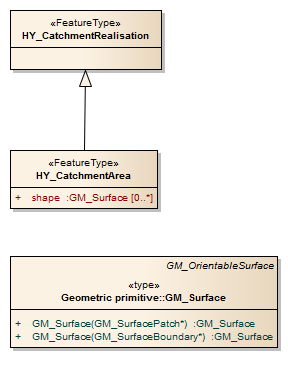 «FeatureType»
HY_CatchmentRealisation
«FeatureType»
HY_CatchmentArea
+ shape :GM_Surface [0..*]
GM_OrientableSurface
«type»
Geometric primitive::GM_Surface
+ GM_Surface(GM_SurfacePatch*) :GM_Surface
+ GM_Surface(GM_SurfaceBoundary*) :GM_Surface